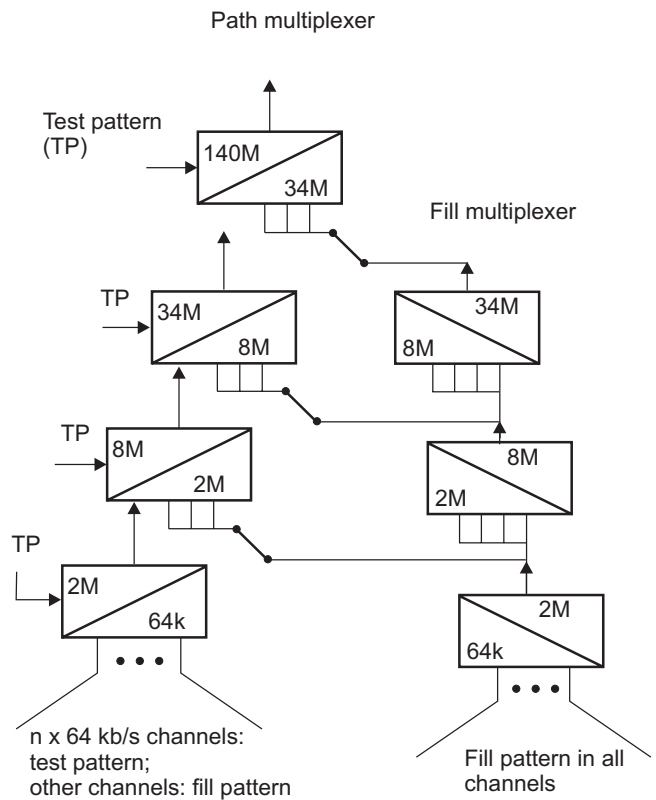 Path multiplexer
Test pattern
(TP)
140M
34M
Fill multiplexer
TP
34M
8M
34M
8M
TP
8M
2M
8M
2M
TP
2M
64k
2M
64k
n x 64 kb/s channels:
test pattern;
other channels: fill pattern
Fill pattern in all
channels